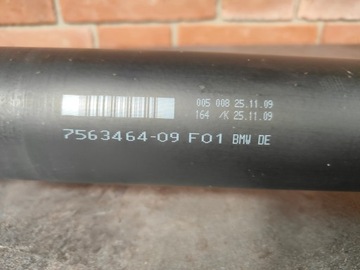 005 008 25.11.09
164 /K 25.11.09
7563464-09 F01 BMW DE